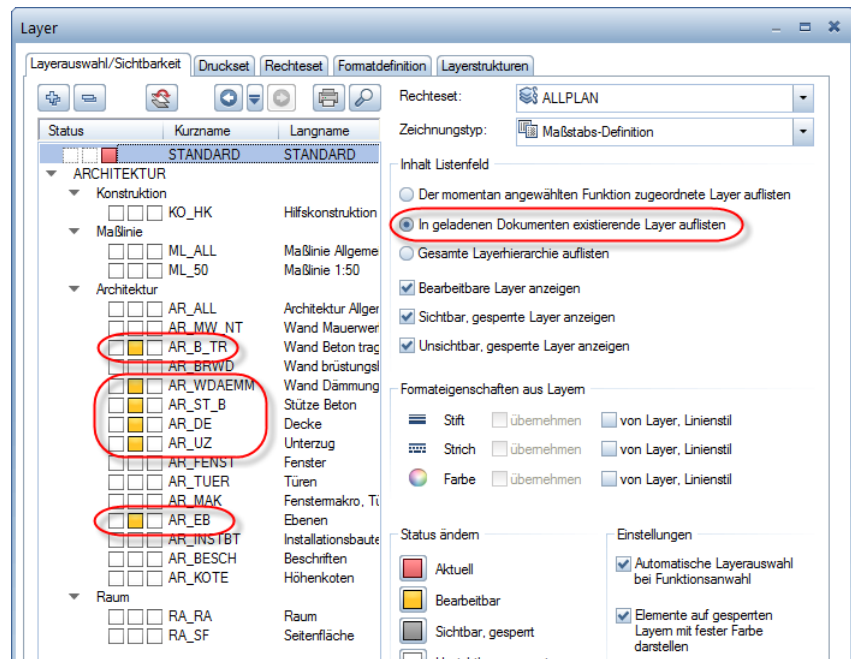 Layer
Layerauswahl/Sichtbarkeit Druckset Rechteset Formatdefinition Layerstrukturen
Rechteset: ALLPLAN
Zeichnungstyp: Maßstabs-Definition
Status Kurzname Langname
STANDARD STANDARD
ARCHITEKTUR
Konstruktion
KO_HK Hilfskonstruktion
Maßlinie
ML_ALL Maßlinie Allgeme
ML_50 Maßlinie 1:50
Architektur
AR_ALL Architektur Allger
AR_MW_NT Wand Mauerwer
AR_B_TR Wand Beton trag
AR_BRWD Wand brüstungsl
AR_WDAEMM Wand Dämmung
AR_ST_B Stütze Beton
AR_DE Decke
AR_UZ Unterzug
AR_FENST Fenster
AR_TUER Türen
AR_MAK Fenstermakro, Tü
AR_EB Ebenen
AR_INSTBT Installationsbaute
AR_BESCH Beschriften
AR_KOTE Höhenkoten
Raum
RA_RA Raum
RA_SF Seitenfläche
Inhalt Listenfeld
Der momentan angewählten Funktion zugeordnete Layer auflisten
In geladenen Dokumenten existierende Layer auflisten
Gesamte Layerhierarchie auflisten
Bearbeitbare Layer anzeigen
Sichtbar, gesperrte Layer anzeigen
Unsichtbar, gesperrte Layer anzeigen
Formateigenschaften aus Layern
Stift übernehmen von Layer, Linienstil
Strich übernehmen von Layer, Linienstil
Farbe übernehmen von Layer, Linienstil
Status ändern
Aktuell
Bearbeitbar
Sichtbar, gesperrt
Einstellungen
Automatische Layerauswahl
bei Funktionsanwahl
Elemente auf gesperrten
Layern mit fester Farbe
darstellen